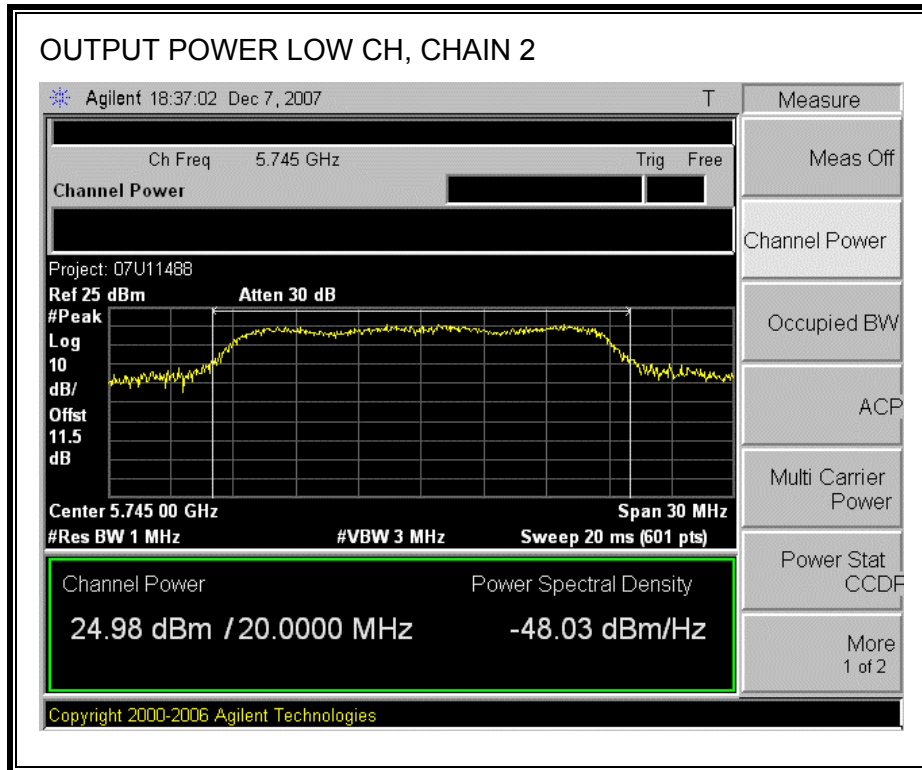 OUTPUT POWER LOW CH, CHAIN 2
Agilent 18:37:02 Dec 7, 2007 T
Measure
Ch Freq 5.745 GHz Trig Free
Channel Power
Meas Off
Channel Power
Occupied BW
ACP
Multi Carrier
Power
Power Stat
CCDF
More
1 of 2
Project: 07U11488
Ref 25 dBm Atten 30 dB
#Peak
Log
10
dB/
Offst
11.5
dB
Center 5.745 00 GHz Span 30 MHz
#Res BW 1 MHz #VBW 3 MHz Sweep 20 ms (601 pts)
Channel Power Power Spectral Density
24.98 dBm / 20.0000 MHz -48.03 dBm/Hz
Copyright 2000-2006 Agilent Technologies